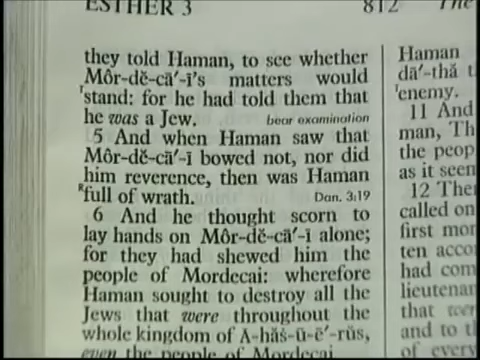 ESTHER 3 812 The
they told Haman, to see whether
Môr-dĕ-cā′-ī's matters would
ʳstand: for he had told them that
he was a Jew. bear examination
5 And when Haman saw that
Môr-dĕ-cā′-ī bowed not, nor did
him reverence, then was Haman
ᴿfull of wrath. Dan. 3:19
6 And he thought scorn to
lay hands on Môr-dĕ-cā′-ī alone;
for they had shewed him the
people of Mordecai: wherefore
Haman sought to destroy all the
Jews that were throughout the
whole kingdom of A-hăš-ū-ē′-rŭs,
even the people of Mordecai
Haman
dā′-thă
enemy.
11 And
man, Th
the peop
as it seen
12 The
called on
first mon
ten acco
had com
lieutenan
that were
and to t
of every